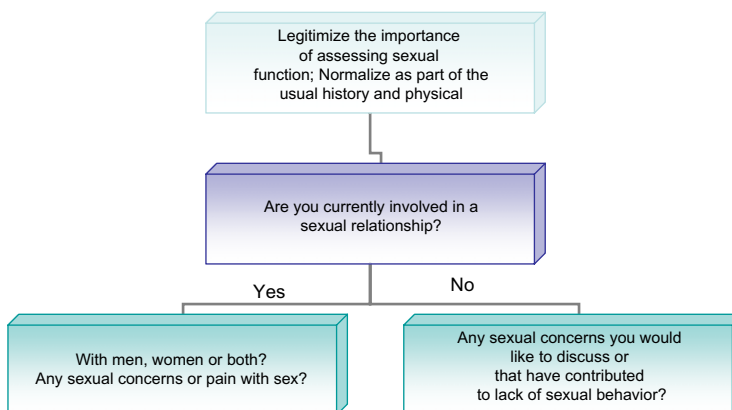 Legitimize the importance
of assessing sexual
function; Normalize as part of the
usual history and physical
Are you currently involved in a
sexual relationship?
Yes
No
With men, women or both?
Any sexual concerns or pain with sex?
Any sexual concerns you would
like to discuss or
that have contributed
to lack of sexual behavior?